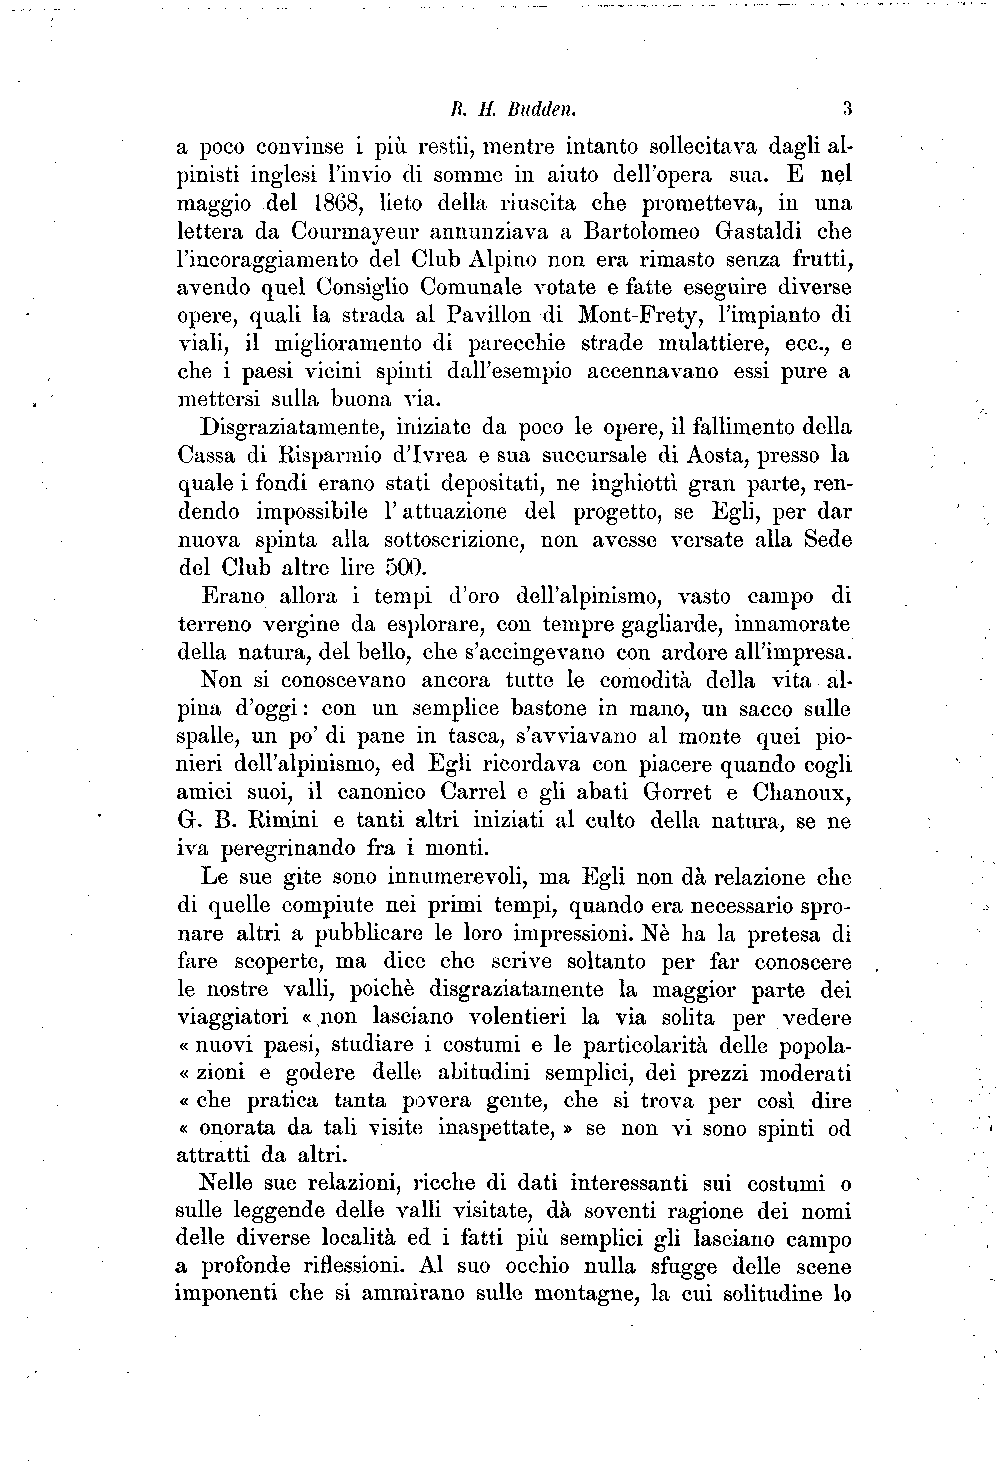 R. H. Budden. 3
a poco convinse i più restii, mentre intanto sollecitava dagli al-
pinisti inglesi l'invio di somme in aiuto dell'opera sua. E nel
maggio del 1868, lieto della riuscita che prometteva, in una
lettera da Courmayeur annunziava a Bartolomeo Gastaldi che
l'incoraggiamento del Club Alpino non era rimasto senza frutti,
avendo quel Consiglio Comunale votate e fatte eseguire diverse
opere, quali la strada al Pavillon di Mont-Frety, l'impianto di
viali, il miglioramento di parecchie strade mulattiere, ecc., e
che i paesi vicini spinti dall'esempio accennavano essi pure a
mettersi sulla buona via.
Disgraziatamente, iniziate da poco le opere, il fallimento della
Cassa di Risparmio d'Ivrea e sua succursale di Aosta, presso la
quale i fondi erano stati depositati, ne inghiottì gran parte, ren-
dendo impossibile l'attuazione del progetto, se Egli, per dar
nuova spinta alla sottoscrizione, non avesse versate alla Sede
del Club altre lire 500.
Erano allora i tempi d'oro dell'alpinismo, vasto campo di
terreno vergine da esplorare, con tempre gagliarde, innamorate
della natura, del bello, che s'accingevano con ardore all'impresa.
Non si conoscevano ancora tutte le comodità della vita al-
pina d'oggi: con un semplice bastone in mano, un sacco sulle
spalle, un po' di pane in tasca, s'avviavano al monte quei pio-
nieri dell'alpinismo, ed Egli ricordava con piacere quando cogli
amici suoi, il canonico Carrel e gli abati Gorret e Chanoux,
G. B. Rimini e tanti altri iniziati al culto della natura, se ne
iva peregrinando fra i monti.
Le sue gite sono innumerevoli, ma Egli non dà relazione che
di quelle compiute nei primi tempi, quando era necessario spro-
nare altri a pubblicare le loro impressioni. Nè ha la pretesa di
fare scoperte, ma dice che scrive soltanto per far conoscere
le nostre valli, poichè disgraziatamente la maggior parte dei
viaggiatori « non lasciano volentieri la via solita per vedere
« nuovi paesi, studiare i costumi e le particolarità delle popola-
« zioni e godere delle abitudini semplici, dei prezzi moderati
« che pratica tanta povera gente, che si trova per così dire
« onorata da tali visite inaspettate, » se non vi sono spinti od
attratti da altri.
Nelle sue relazioni, ricche di dati interessanti sui costumi o
sulle leggende delle valli visitate, dà soventi ragione dei nomi
delle diverse località ed i fatti più semplici gli lasciano campo
a profonde riflessioni. Al suo occhio nulla sfugge delle scene
imponenti che si ammirano sulle montagne, la cui solitudine lo